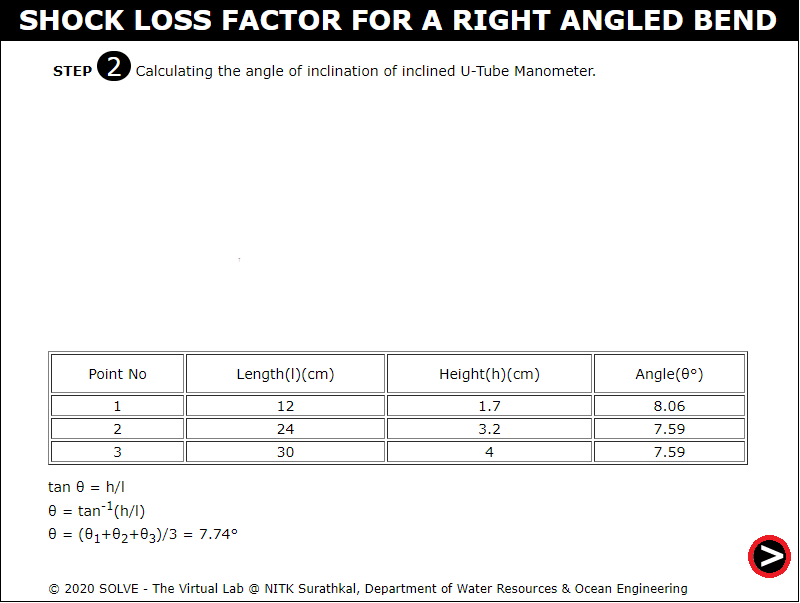 SHOCK LOSS FACTOR FOR A RIGHT ANGLED BEND
STEP 2 Calculating the angle of inclination of inclined U-Tube Manometer.
Point No Length(l)(cm) Height(h)(cm) Angle(θ°)
1 12 1.7 8.06
2 24 3.2 7.59
3 30 4 7.59
tan θ = h/l
θ = tan⁻¹(h/l)
θ = (θ₁+θ₂+θ₃)/3 = 7.74°
>
© 2020 SOLVE - The Virtual Lab @ NITK Surathkal, Department of Water Resources & Ocean Engineering